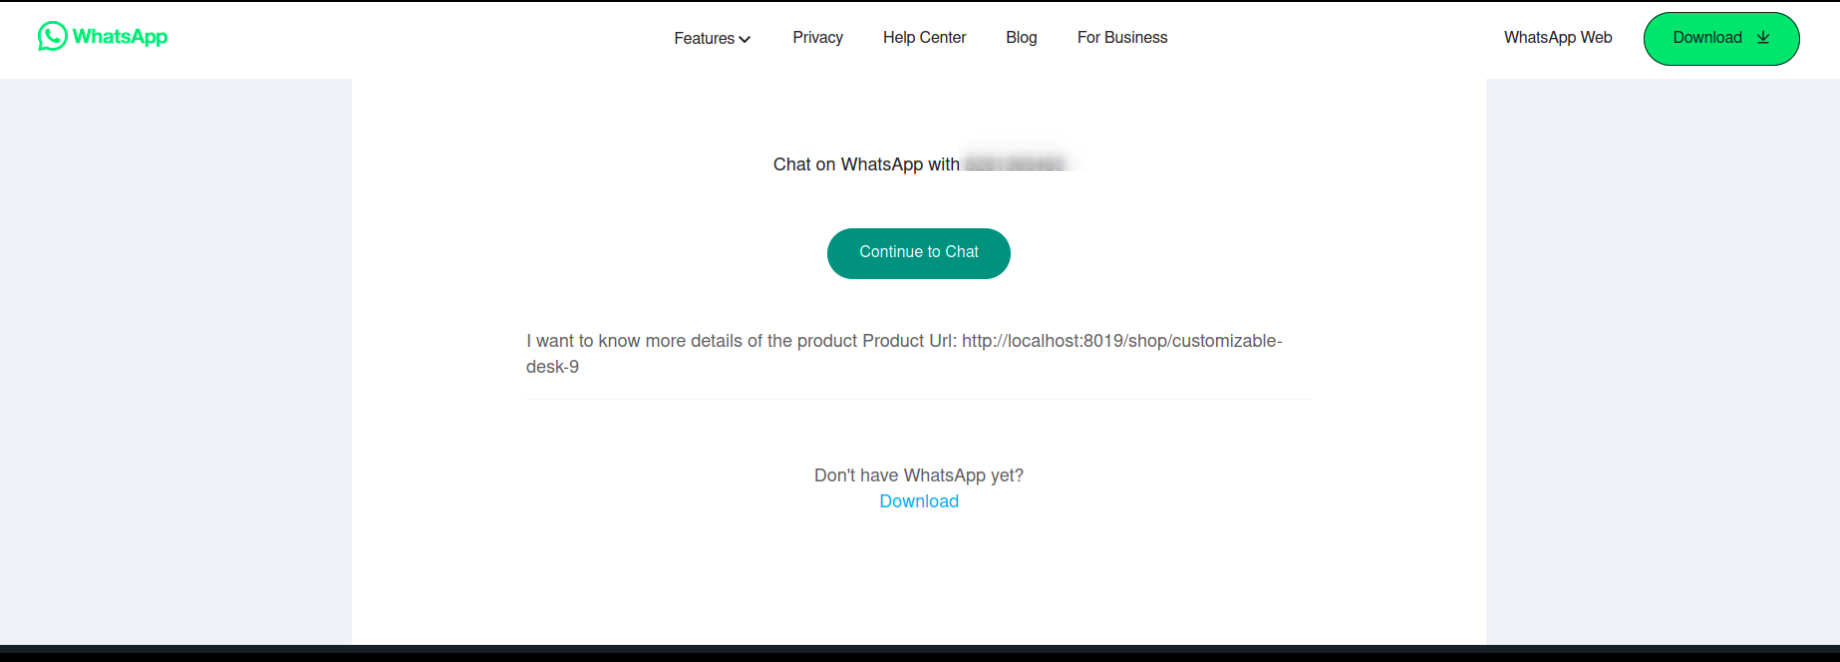 WhatsApp
Features
Privacy
Help Center
Blog
For Business
WhatsApp Web
Download
Chat on WhatsApp with
Continue to Chat
I want to know more details of the product Product Url: http://localhost:8019/shop/customizable-
desk-9
Don't have WhatsApp yet?
Download